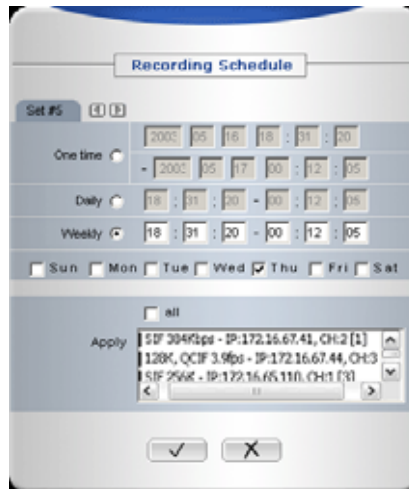 Recording Schedule
Set #5
One time 2003 05 16 18 : 31 : 20
- 2003 05 17 00 : 12 : 05
Daily 18 : 31 : 20 - 00 : 12 : 05
Weekly 18 : 31 : 20 - 00 : 12 : 05
Sun Mon Tue Wed Thu Fri Sat
all
Apply
SIF 304Kbps - IP:172.16.67.41, CH:2 [1]
128K, QCIF 3.9fps - IP:172.16.67.44, CH:3
SIF 256K - IP:172.16.65.110, CH:1 [3]